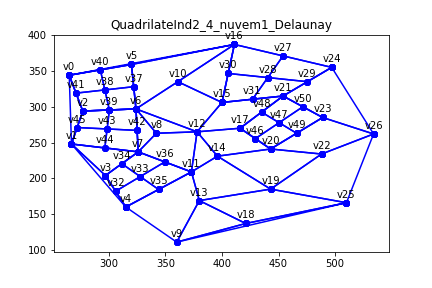 QuadrilateInd2_4_nuvem1_Delaunay
400
350
300
250
200
150
100
300
350
400
450
500
v16
v5
v40
v0
v27
v24
v30
v28
v29
v10
v37
v38
v41
v31
v21
v15
v50
v6
v39
v2
v48
v23
v47
v49
v17
v42
v43
v45
v8
v12
v46
v26
v1
v44
v7
v20
v14
v22
v34
v36
v11
v3
v33
v32
v35
v19
v4
v13
v25
v18
v9